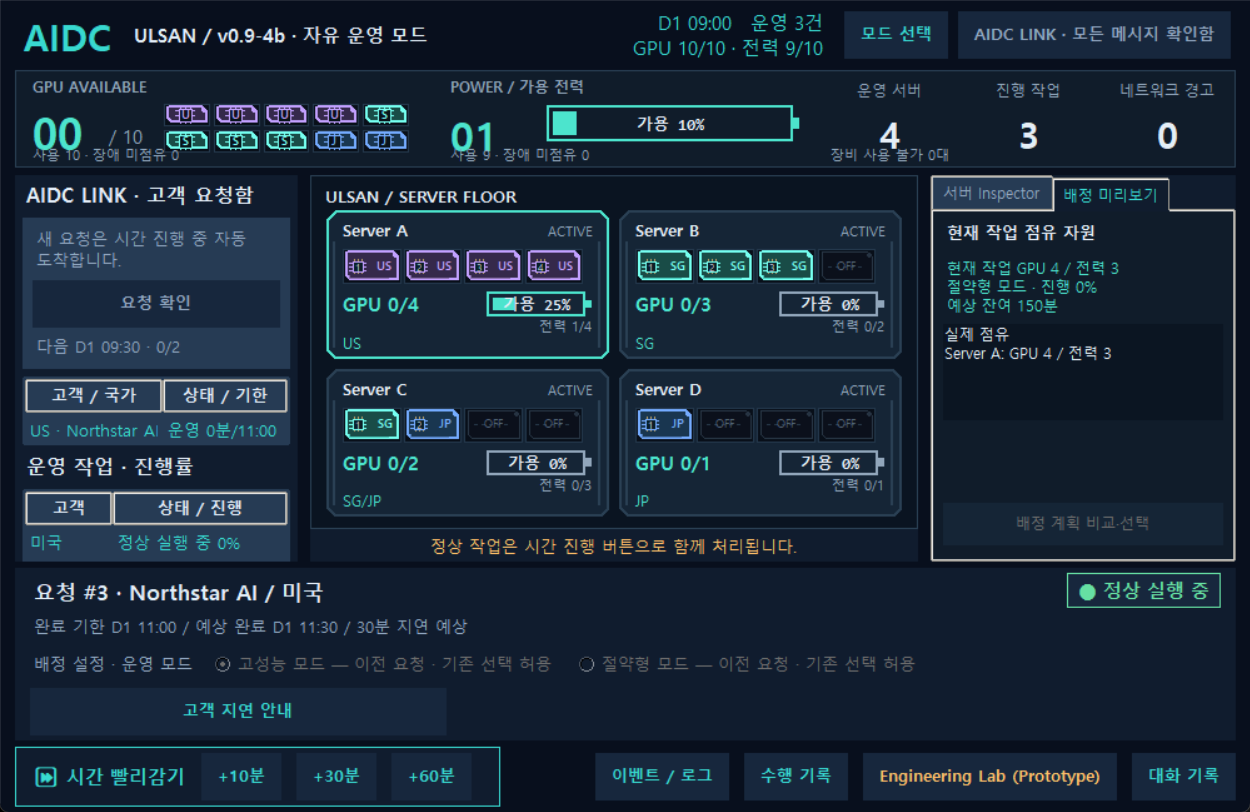 AIDC ULSAN / v0.9-4b · 자유 운영 모드
D1 09:00 운영 3건
GPU 10/10 · 전력 9/10
모드 선택
AIDC LINK · 모든 메시지 확인함
GPU AVAILABLE
00 / 10
사용 10 · 장애 미점유 0
U U U U S
S S S J J
POWER / 가용 전력
01
가용 10%
사용 9 · 장애 미점유 0
운영 서버
4
장비 사용 불가 0대
진행 작업
3
네트워크 경고
0
AIDC LINK · 고객 요청함
새 요청은 시간 진행 중 자동
도착합니다.
요청 확인
다음 D1 09:30 · 0/2
고객 / 국가 상태 / 기한
US · Northstar AI 운영 0분/11:00
운영 작업 · 진행률
고객 상태 / 진행
미국 정상 실행 중 0%
ULSAN / SERVER FLOOR
Server A ACTIVE
1 US 2 US 3 US 4 US
GPU 0/4 가용 25%
전력 1/4
US
Server B ACTIVE
1 SG 2 SG 3 SG -OFF-
GPU 0/3 가용 0%
전력 0/2
SG
Server C ACTIVE
1 SG 2 JP -OFF- -OFF-
GPU 0/2 가용 0%
전력 0/3
SG/JP
Server D ACTIVE
1 JP -OFF- -OFF- -OFF-
GPU 0/1 가용 0%
전력 0/1
JP
정상 작업은 시간 진행 버튼으로 함께 처리됩니다.
서버 Inspector 배정 미리보기
현재 작업 점유 자원
현재 작업 GPU 4 / 전력 3
절약형 모드 · 진행 0%
예상 잔여 150분
실제 점유
Server A: GPU 4 / 전력 3
배정 계획 비교·선택
요청 #3 · Northstar AI / 미국
정상 실행 중
완료 기한 D1 11:00 / 예상 완료 D1 11:30 / 30분 지연 예상
배정 설정 · 운영 모드 고성능 모드 — 이전 요청 · 기존 선택 허용 절약형 모드 — 이전 요청 · 기존 선택 허용
고객 지연 안내
시간 빨리감기 +10분 +30분 +60분
이벤트 / 로그 수행 기록 Engineering Lab (Prototype) 대화 기록